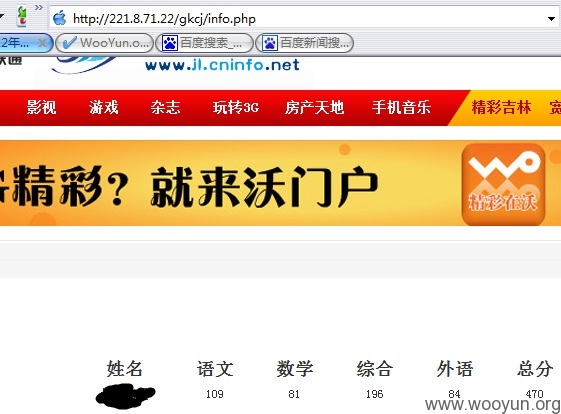 http://221.8.71.22/gkcj/info.php
2年...
WooYun.o...
百度搜索_...
百度新闻搜...
联通
www.jl.cninfo.net
影视 游戏 杂志 玩转3G 房产天地 手机音乐 精彩吉林 宽
精彩？就来沃门户
精彩在沃
姓名 语文 数学 综合 外语 总分
109 81 196 84 470
www.wooyun.org